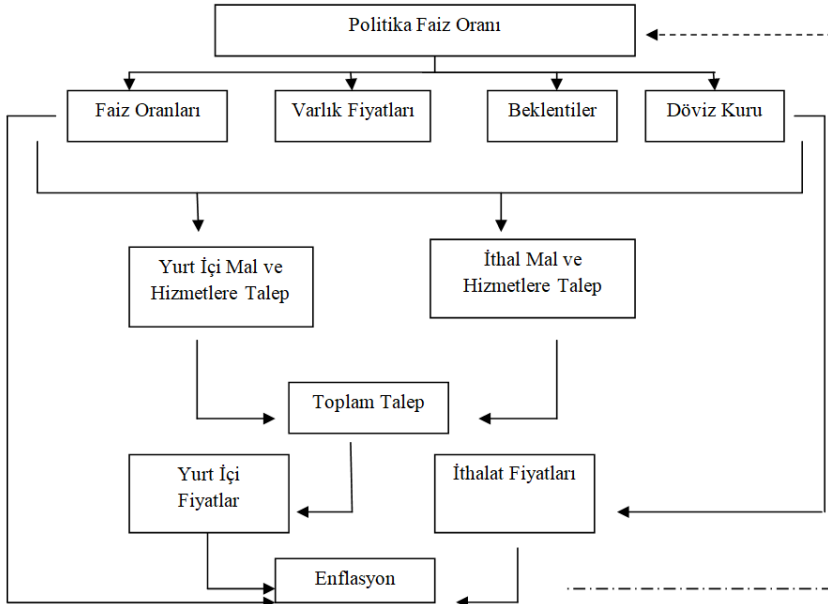 Politika Faiz Oranı
Faiz Oranları
Varlık Fiyatları
Beklentiler
Döviz Kuru
Yurt İçi Mal ve
Hizmetlere Talep
İthal Mal ve
Hizmetlere Talep
Toplam Talep
Yurt İçi
Fiyatlar
İthalat Fiyatları
Enflasyon